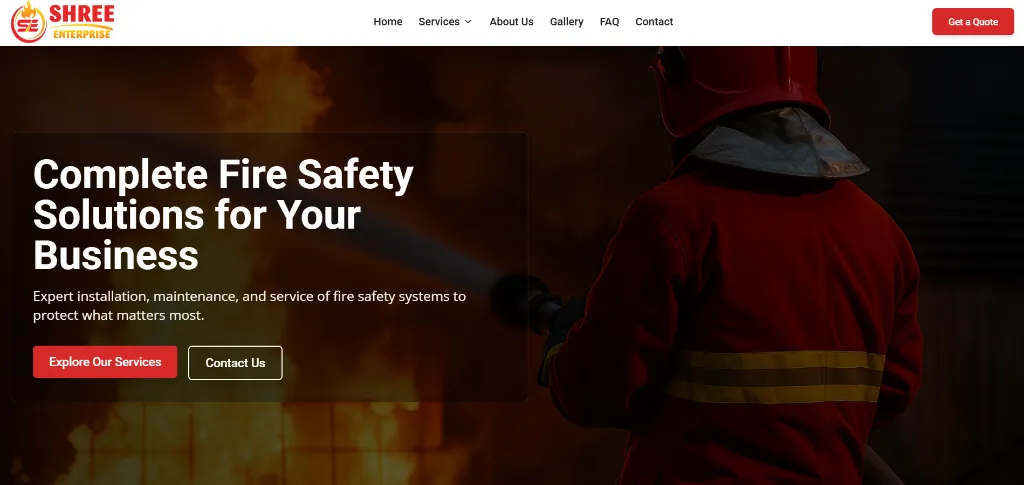 SE SHREE
ENTERPRISE
Home Services About Us Gallery FAQ Contact
Get a Quote
Complete Fire Safety
Solutions for Your
Business
Expert installation, maintenance, and service of fire safety systems to
protect what matters most.
Explore Our Services Contact Us